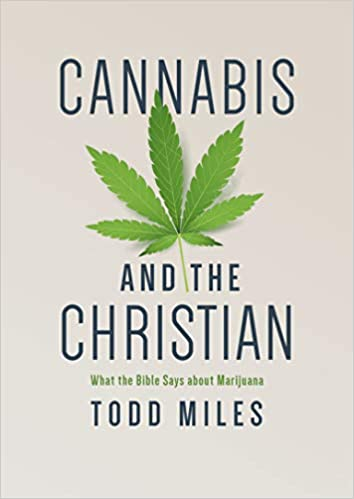 CANNABIS
AND THE
CHRISTIAN
What the Bible Says about Marijuana
TODD MILES